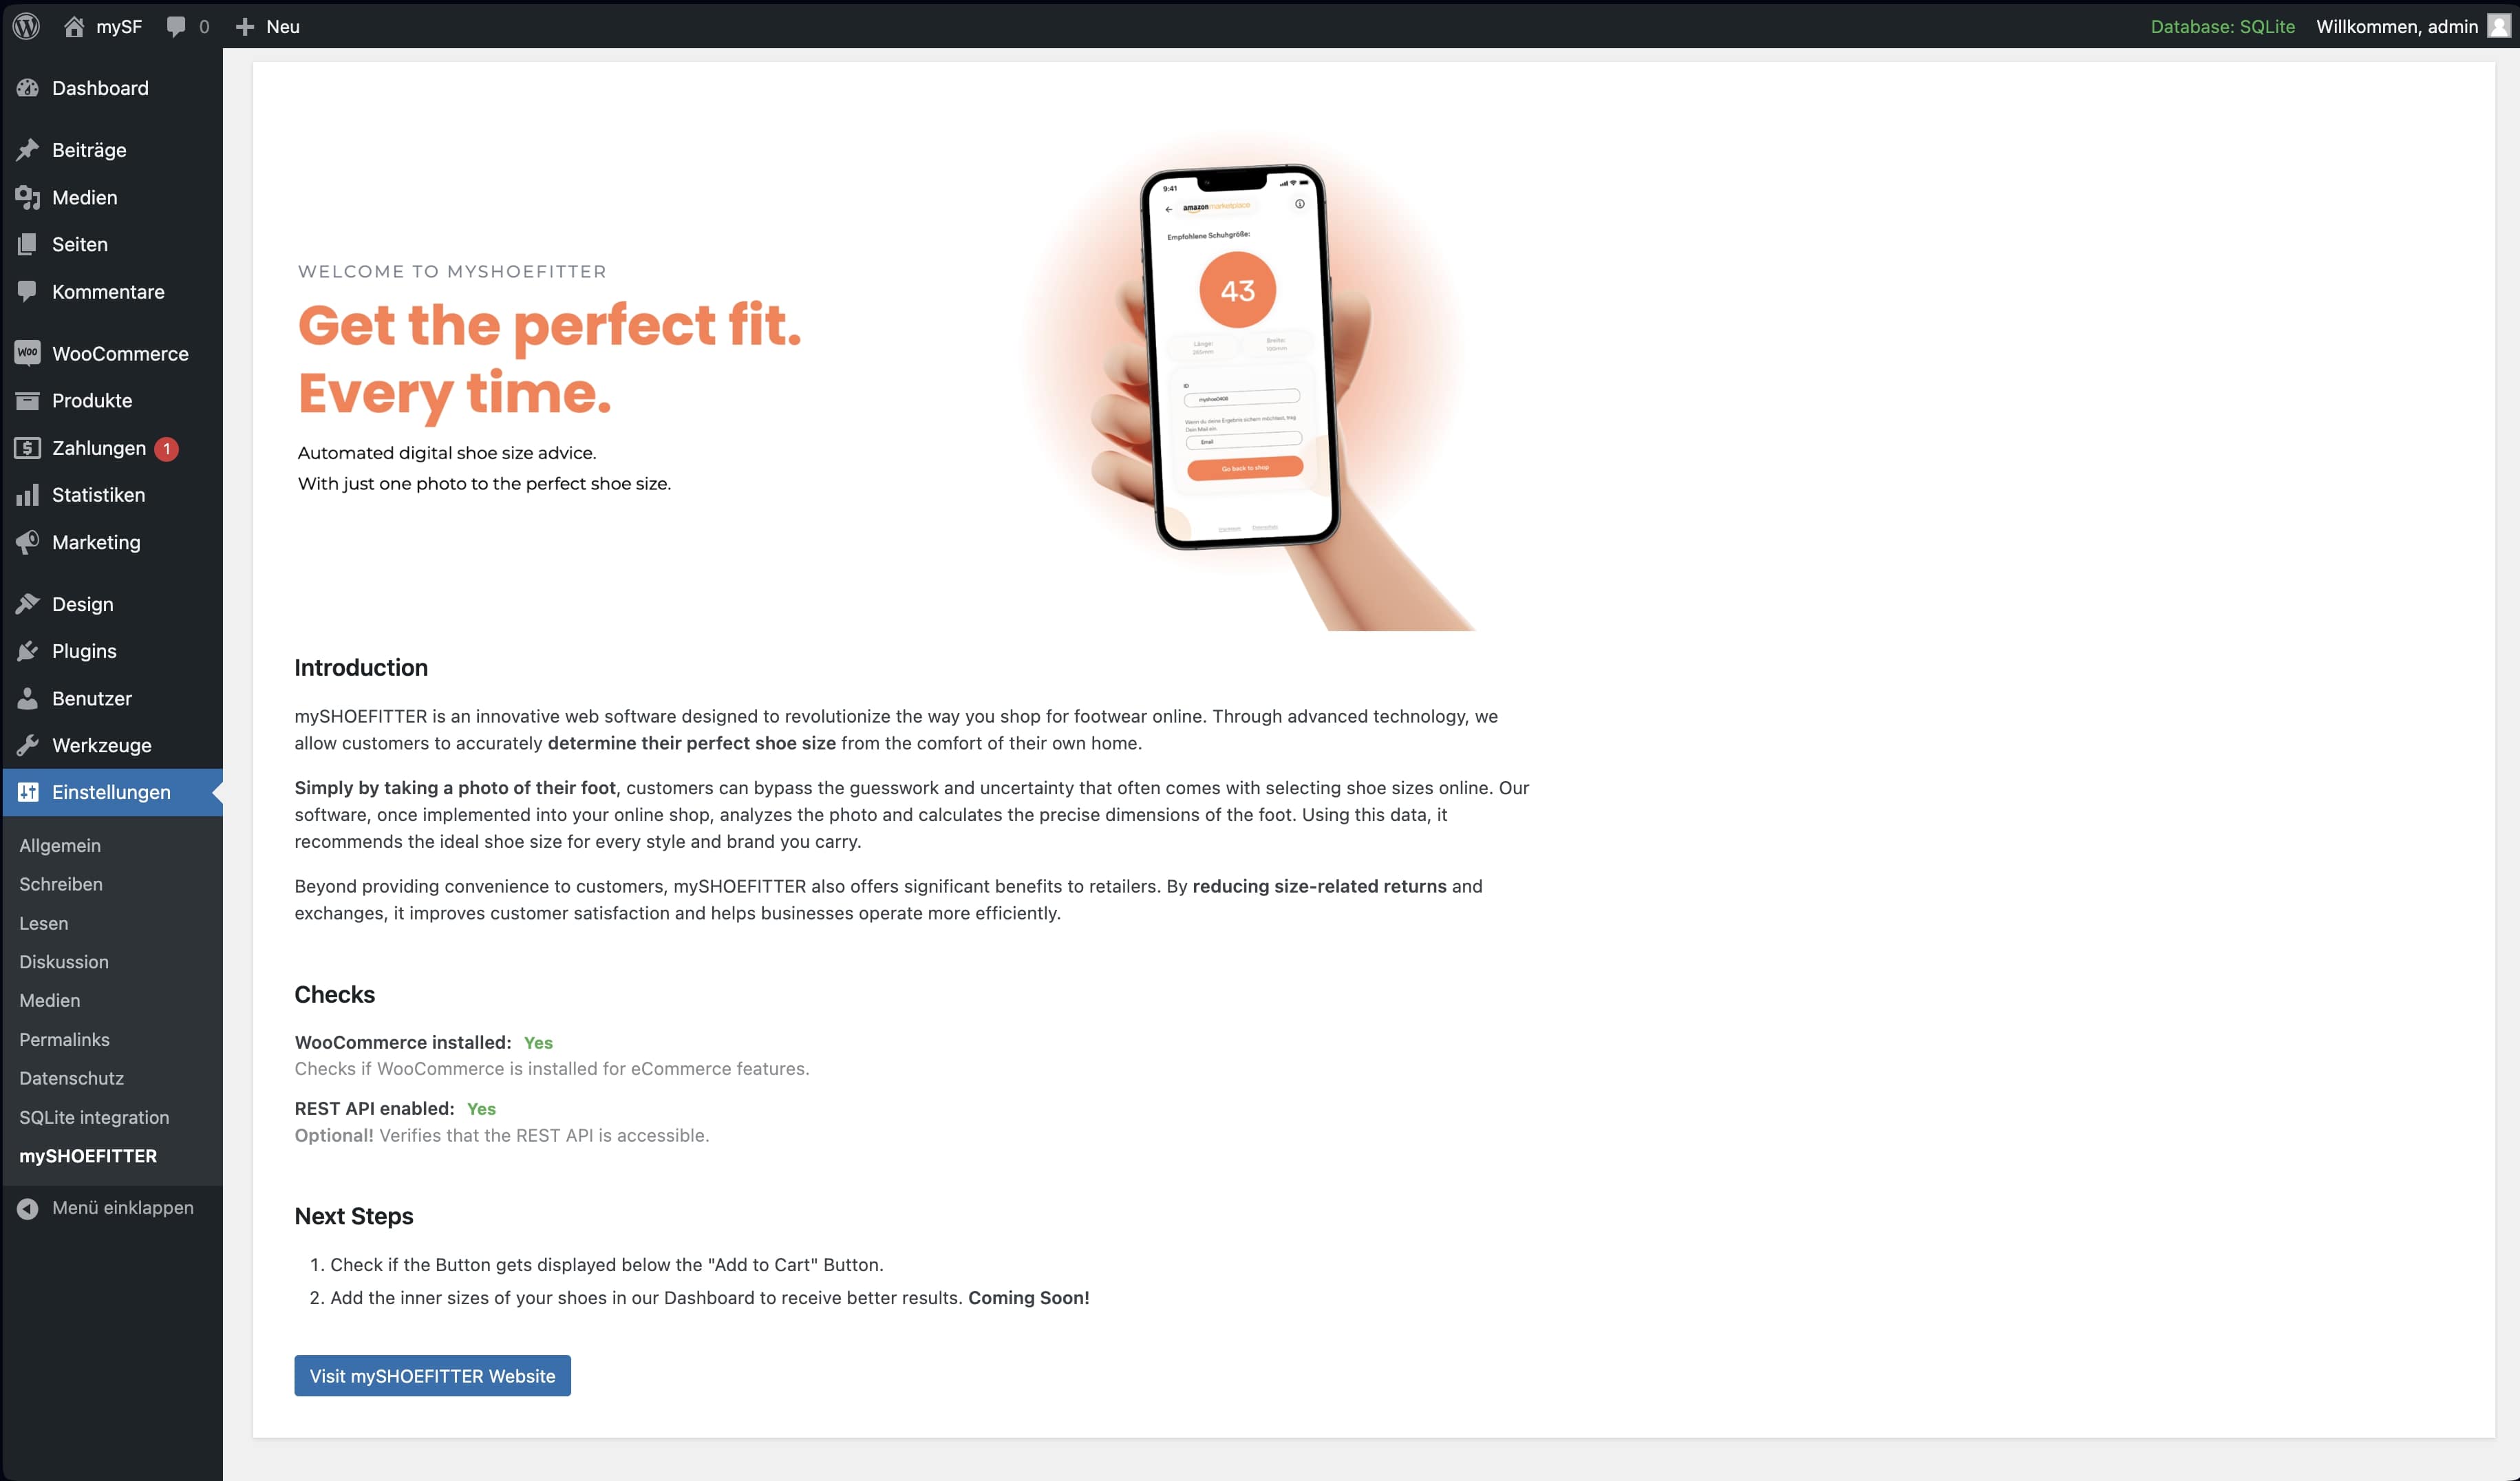 mySF
0
Neu
Database: SQLite
Willkommen, admin
Dashboard
Beiträge
Medien
Seiten
Kommentare
WOO
WooCommerce
Produkte
Zahlungen 1
Statistiken
Marketing
Design
Plugins
Benutzer
Werkzeuge
Einstellungen
Allgemein
Schreiben
Lesen
Diskussion
Medien
Permalinks
Datenschutz
SQLite integration
mySHOEFITTER
Menü einklappen
WELCOME TO MYSHOEFITTER
Get the perfect fit.
Every time.
Automated digital shoe size advice.
With just one photo to the perfect shoe size.
9:41
amazon marketplace
Empfohlene Schuhgröße:
43
Länge:
Breite:
ID
Wenn du deine Ergebnis sichern möchtest, trag
Dein Mail ein.
Email
Go back to shop
Introduction
mySHOEFITTER is an innovative web software designed to revolutionize the way you shop for footwear online. Through advanced technology, we
allow customers to accurately determine their perfect shoe size from the comfort of their own home.
Simply by taking a photo of their foot, customers can bypass the guesswork and uncertainty that often comes with selecting shoe sizes online. Our
software, once implemented into your online shop, analyzes the photo and calculates the precise dimensions of the foot. Using this data, it
recommends the ideal shoe size for every style and brand you carry.
Beyond providing convenience to customers, mySHOEFITTER also offers significant benefits to retailers. By reducing size-related returns and
exchanges, it improves customer satisfaction and helps businesses operate more efficiently.
Checks
WooCommerce installed: Yes
Checks if WooCommerce is installed for eCommerce features.
REST API enabled: Yes
Optional! Verifies that the REST API is accessible.
Next Steps
1. Check if the Button gets displayed below the "Add to Cart" Button.
2. Add the inner sizes of your shoes in our Dashboard to receive better results. Coming Soon!
Visit mySHOEFITTER Website